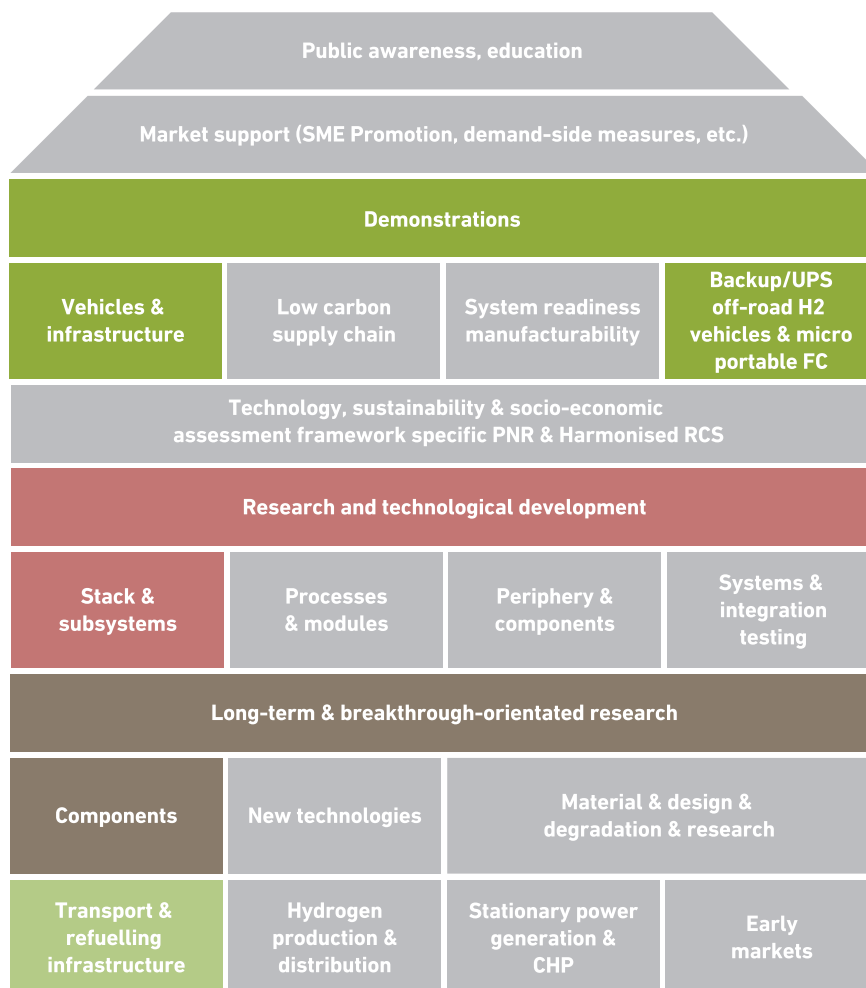 Public awareness, education
Market support (SME Promotion, demand-side measures, etc.)
Demonstrations
Vehicles &
infrastructure
Low carbon
supply chain
System readiness
manufacturability
Backup/UPS
off-road H2
vehicles & micro
portable FC
Technology, sustainability & socio-economic
assessment framework specific PNR & Harmonised RCS
Research and technological development
Stack &
subsystems
Processes
& modules
Periphery &
components
Systems &
integration
testing
Long-term & breakthrough-orientated research
Components
New technologies
Material & design &
degradation & research
Transport &
refuelling
infrastructure
Hydrogen
production &
distribution
Stationary power
generation &
CHP
Early
markets